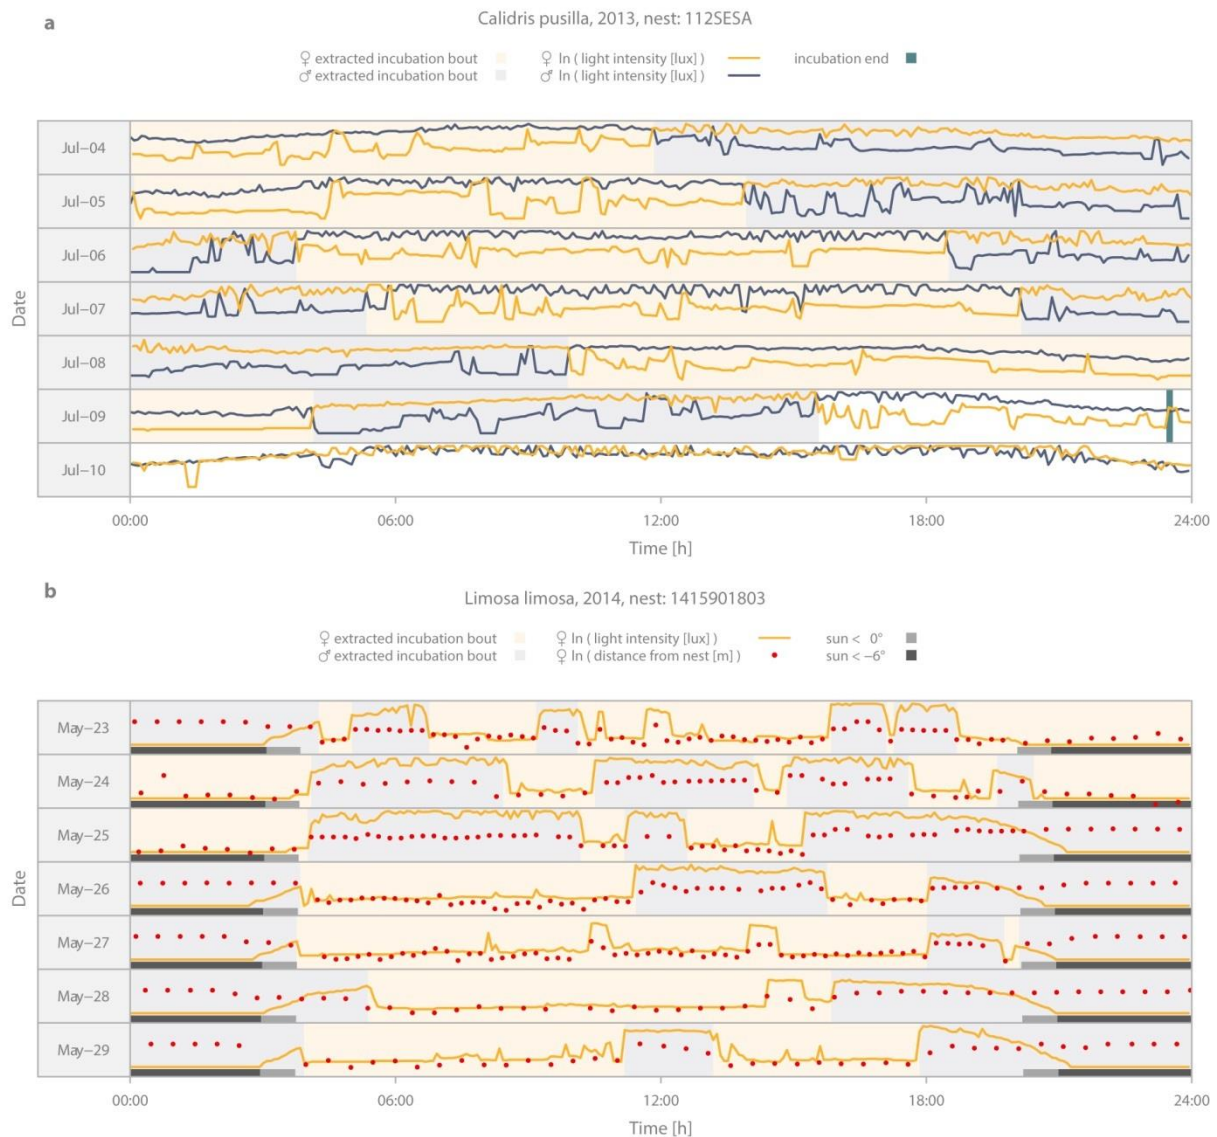 a
Calidris pusilla, 2013, nest: 112SESA
♀ extracted incubation bout ♀ ln ( light intensity [lux] ) incubation end
♂ extracted incubation bout ♂ ln ( light intensity [lux] )
Date
Jul−04
Jul−05
Jul−06
Jul−07
Jul−08
Jul−09
Jul−10
00:00 06:00 12:00 18:00 24:00
Time [h]
b
Limosa limosa, 2014, nest: 1415901803
♀ extracted incubation bout ♀ ln ( light intensity [lux] ) sun < 0°
♂ extracted incubation bout ♀ ln ( distance from nest [m] ) sun < −6°
Date
May−23
May−24
May−25
May−26
May−27
May−28
May−29
00:00 06:00 12:00 18:00 24:00
Time [h]